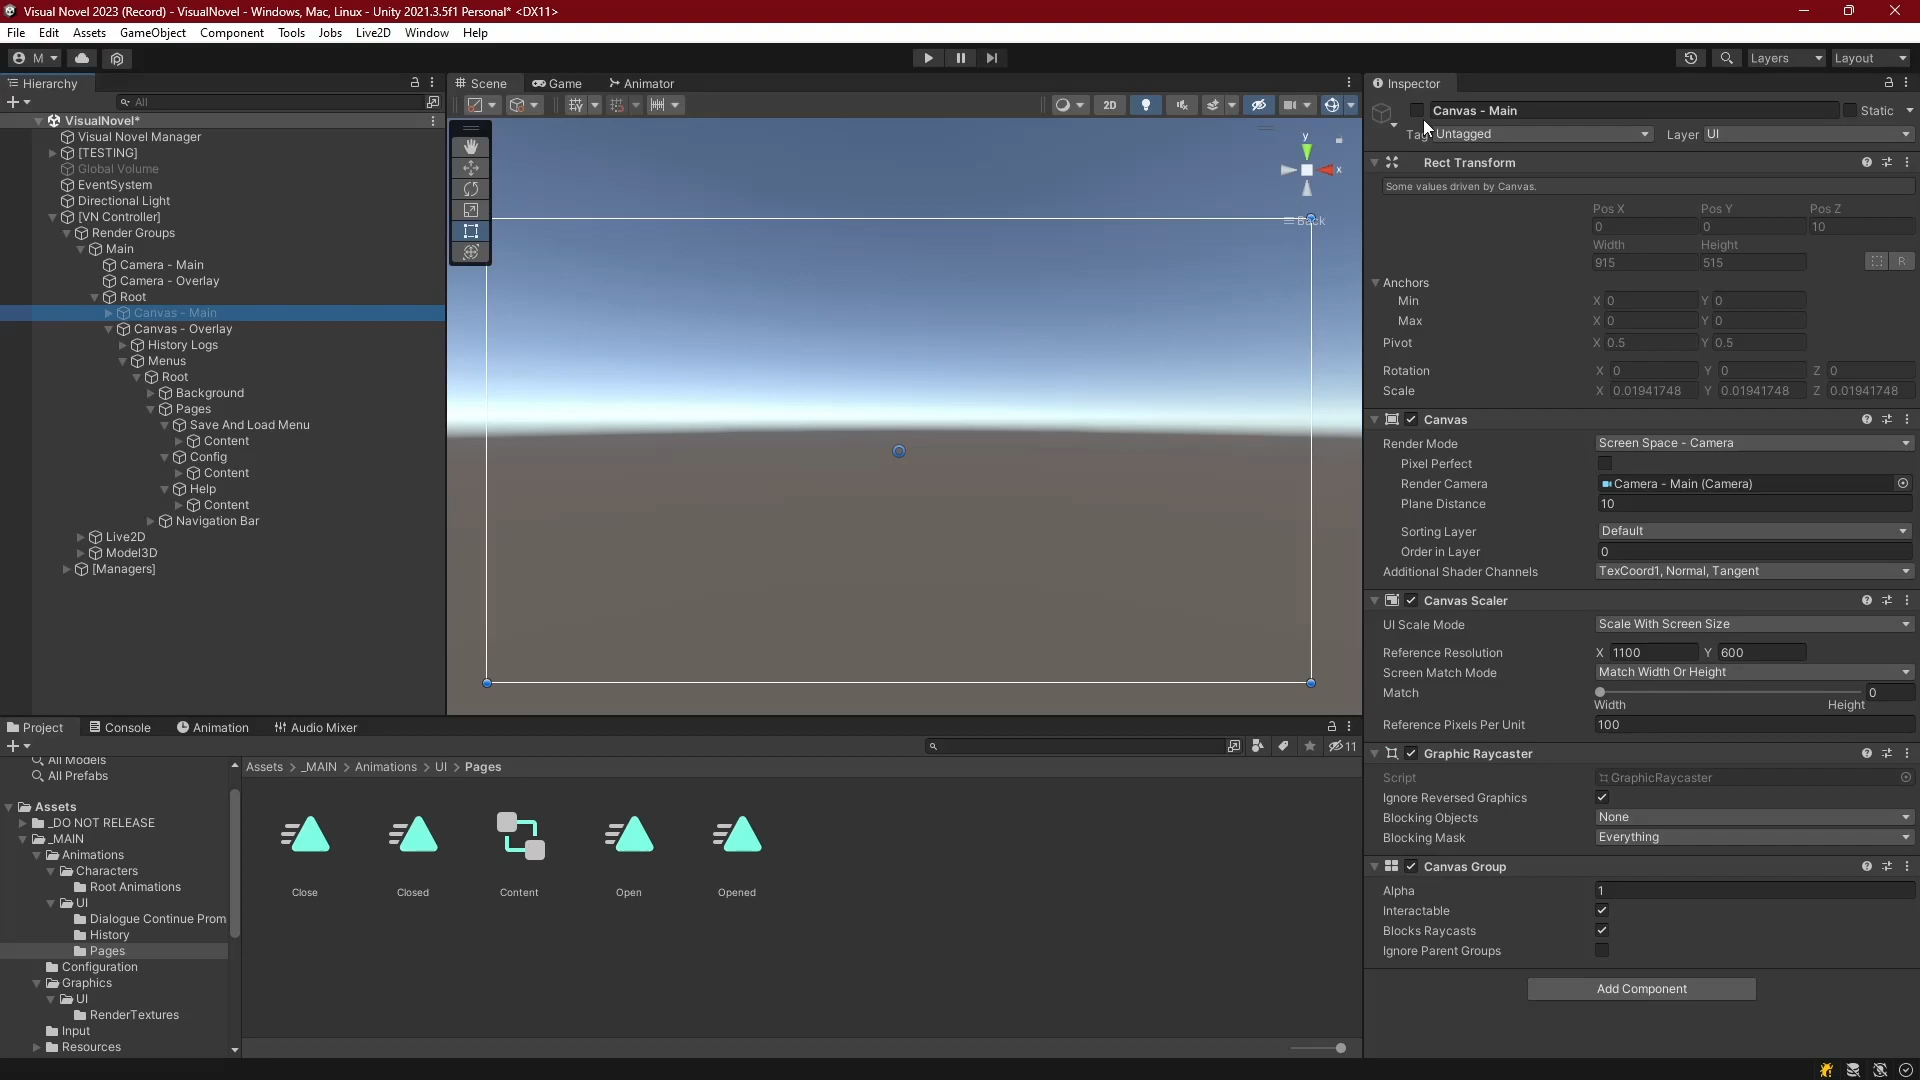 Visual Novel 2023 (Record) - VisualNovel - Windows, Mac, Linux - Unity 2021.3.5f1 Personal* <DX11>
File Edit Assets GameObject Component Tools Jobs Live2D Window Help
M Layers Layout
Hierarchy
All
VisualNovel*
Visual Novel Manager
[TESTING]
Global Volume
EventSystem
Directional Light
[VN Controller]
Render Groups
Main
Camera - Main
Camera - Overlay
Root
Canvas - Main
Canvas - Overlay
History Logs
Menus
Root
Background
Pages
Save And Load Menu
Content
Config
Content
Help
Content
Navigation Bar
Live2D
Model3D
[Managers]
Scene Game Animator
2D
y
x
Back
Inspector
Canvas - Main Static
Tag Untagged Layer UI
Rect Transform
Some values driven by Canvas.
Pos X Pos Y Pos Z
0 0 10
Width Height
915 515 R
Anchors
Min X 0 Y 0
Max X 0 Y 0
Pivot X 0.5 Y 0.5
Rotation X 0 Y 0 Z 0
Scale X 0.01941748 Y 0.01941748 Z 0.01941748
Canvas
Render Mode Screen Space - Camera
Pixel Perfect
Render Camera Camera - Main (Camera)
Plane Distance 10
Sorting Layer Default
Order in Layer 0
Additional Shader Channels TexCoord1, Normal, Tangent
Canvas Scaler
UI Scale Mode Scale With Screen Size
Reference Resolution X 1100 Y 600
Screen Match Mode Match Width Or Height
Match 0
Width Height
Reference Pixels Per Unit 100
Graphic Raycaster
Script GraphicRaycaster
Ignore Reversed Graphics
Blocking Objects None
Blocking Mask Everything
Canvas Group
Alpha 1
Interactable
Blocks Raycasts
Ignore Parent Groups
Add Component
Project Console Animation Audio Mixer
11
All Models
All Prefabs
Assets
_DO NOT RELEASE
_MAIN
Animations
Characters
Root Animations
UI
Dialogue Continue Prom
History
Pages
Configuration
Graphics
UI
RenderTextures
Input
Resources
Assets > _MAIN > Animations > UI > Pages
Close Closed Content Open Opened